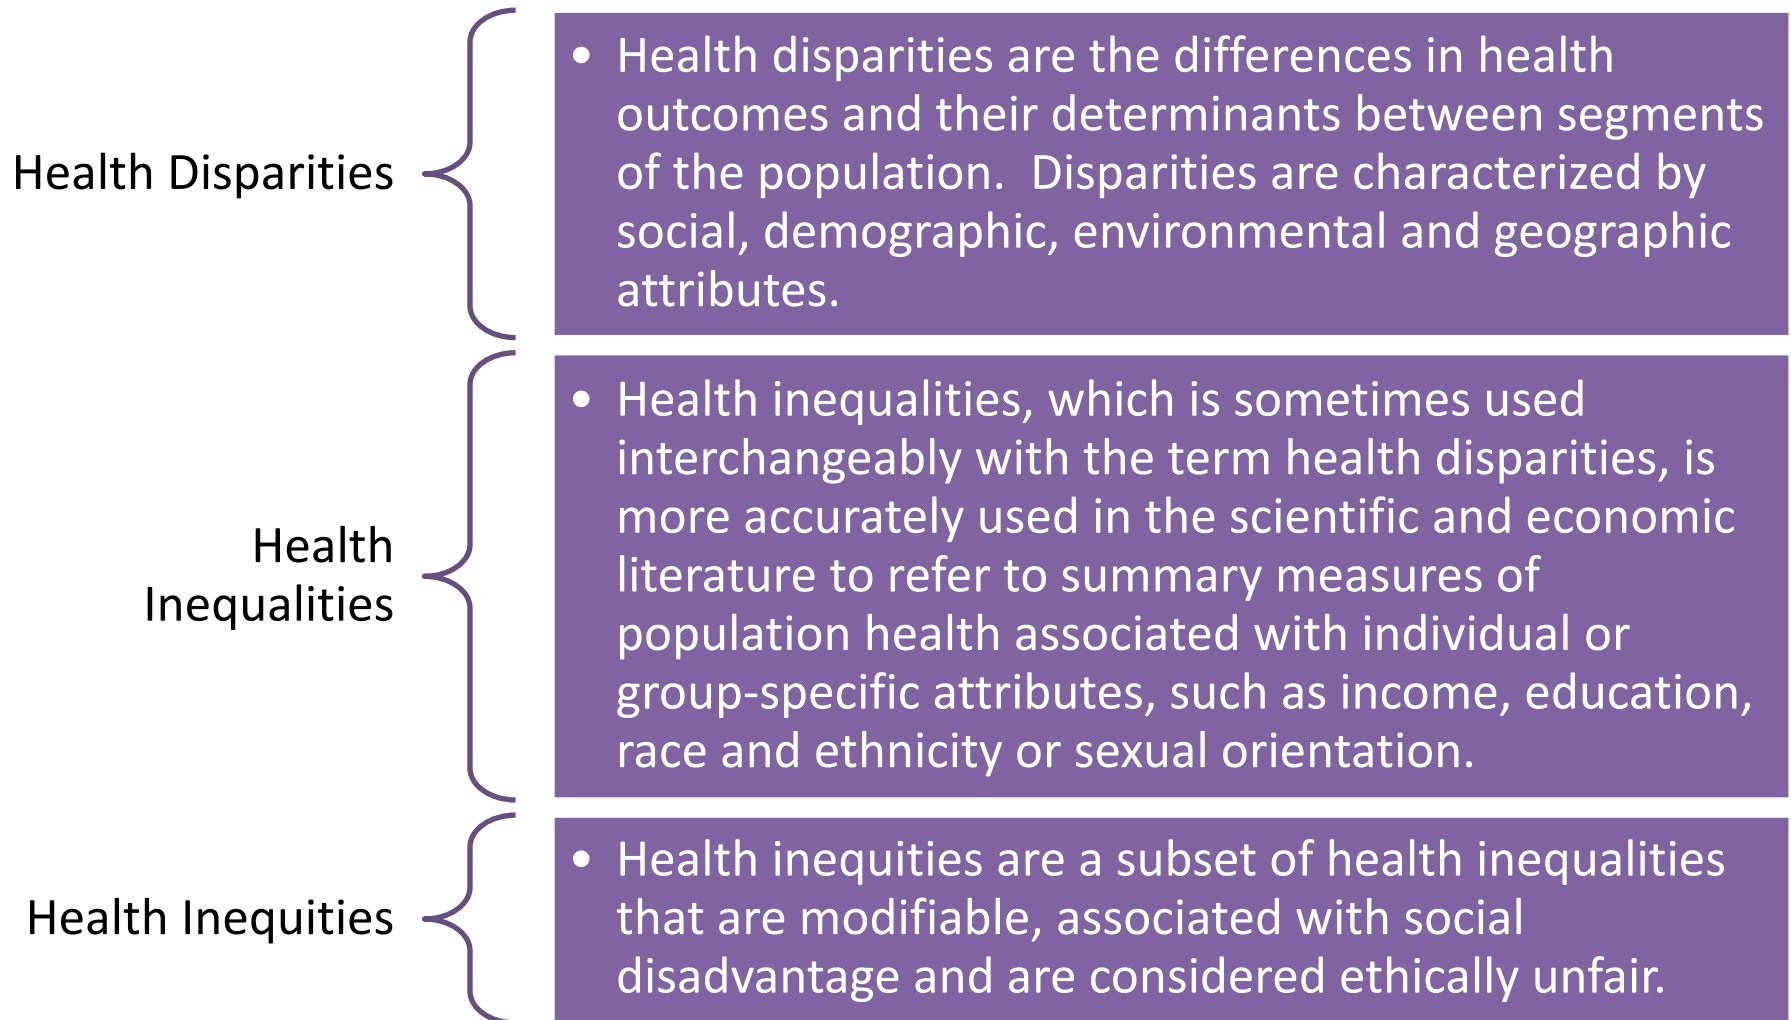 Health Disparities
• Health disparities are the differences in health
outcomes and their determinants between segments
of the population.  Disparities are characterized by
social, demographic, environmental and geographic
attributes.
Health
Inequalities
• Health inequalities, which is sometimes used
interchangeably with the term health disparities, is
more accurately used in the scientific and economic
literature to refer to summary measures of
population health associated with individual or
group-specific attributes, such as income, education,
race and ethnicity or sexual orientation.
Health Inequities
• Health inequities are a subset of health inequalities
that are modifiable, associated with social
disadvantage and are considered ethically unfair.